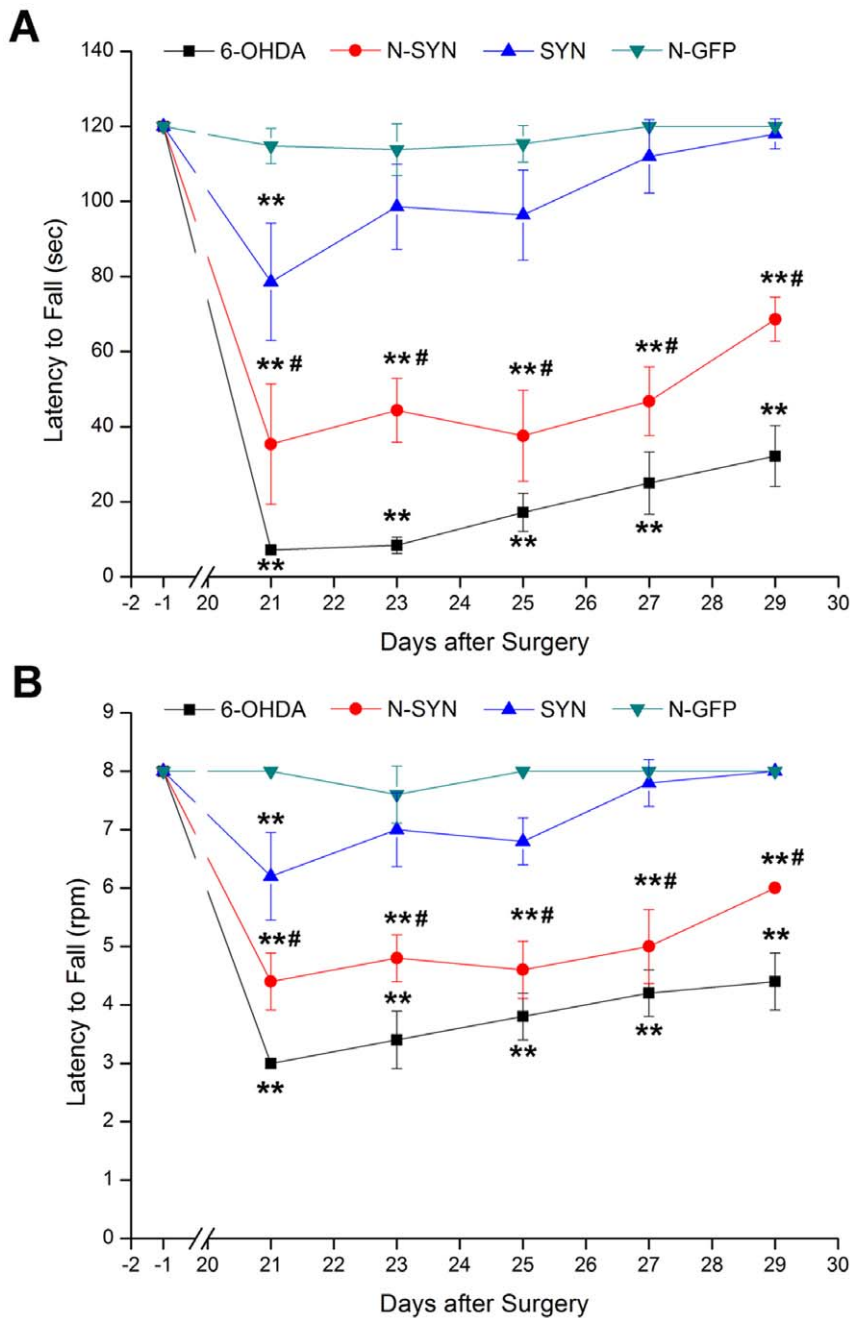 A
6-OHDA N-SYN SYN N-GFP
140
120
100
80
60
40
20
0
Latency to Fall (sec)
**
**# **# **# **# **#
** ** ** ** **
-2 -1 20 21 22 23 24 25 26 27 28 29 30
Days after Surgery
B
6-OHDA N-SYN SYN N-GFP
9
8
7
6
5
4
3
2
1
0
Latency to Fall (rpm)
**
**# **# **# **# **#
** ** ** ** **
-2 -1 20 21 22 23 24 25 26 27 28 29 30
Days after Surgery